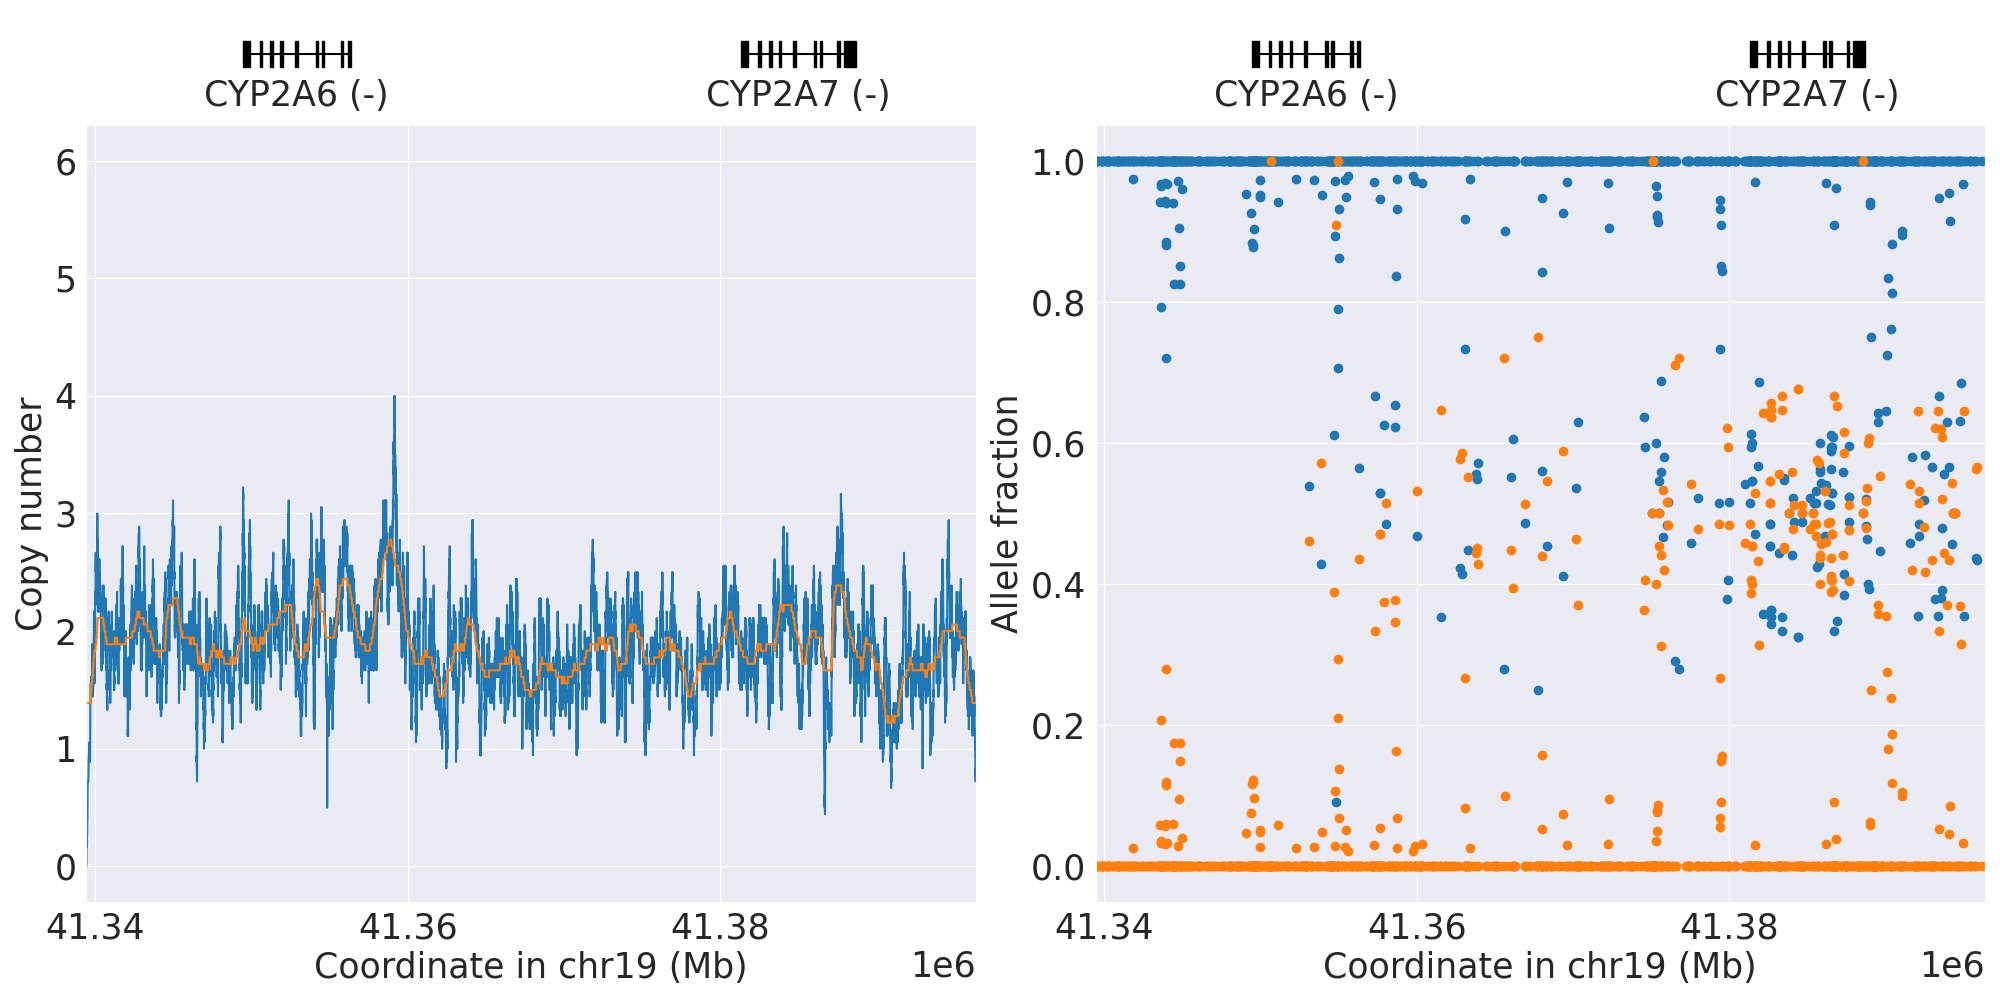 CYP2A6 (-)
CYP2A7 (-)
Copy number
6
5
4
3
2
1
0
41.34
41.36
41.38
Coordinate in chr19 (Mb)
1e6
CYP2A6 (-)
CYP2A7 (-)
Allele fraction
1.0
0.8
0.6
0.4
0.2
0.0
41.34
41.36
41.38
Coordinate in chr19 (Mb)
1e6